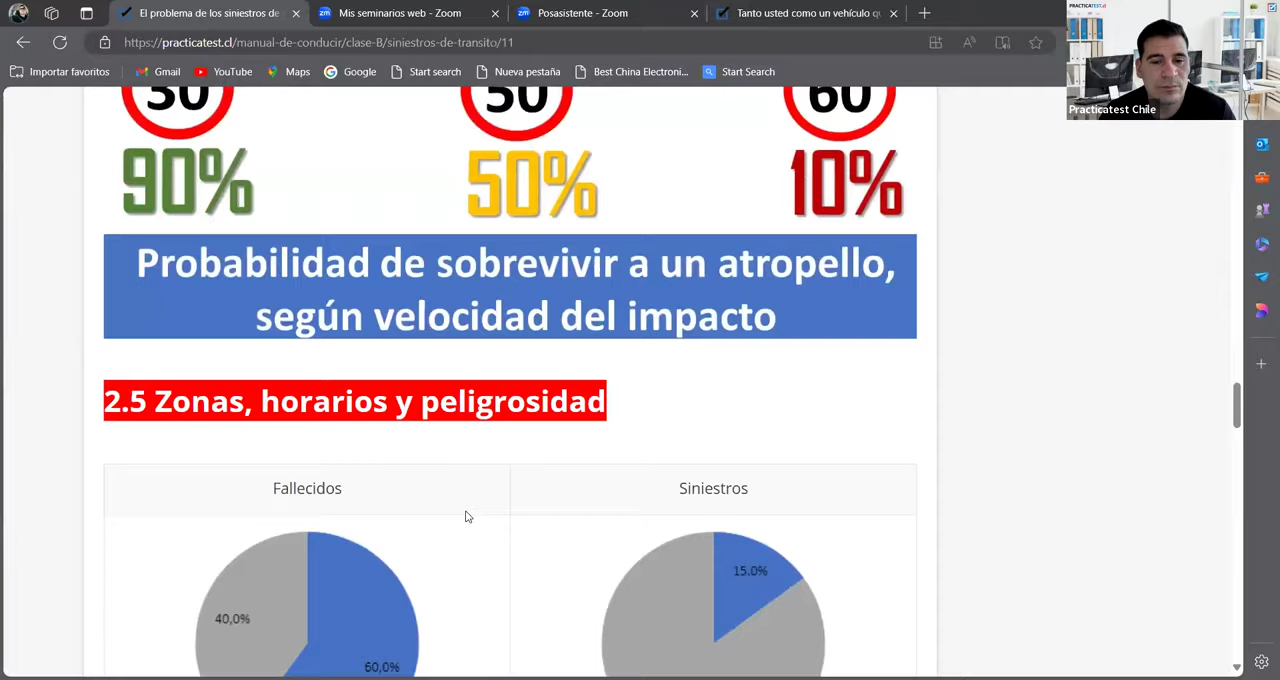 El problema de los siniestros de
Mis seminarios web - Zoom
Posasistente - Zoom
Tanto usted como un vehículo qu
https://practicatest.cl/manual-de-conducir/clase-B/siniestros-de-transito/11
Importar favoritos
Gmail
YouTube
Maps
Google
Start search
Nueva pestaña
Best China Electroni...
Start Search
PRACTICATEST.cl
Practicatest Chile
30
50
60
90%
50%
10%
Probabilidad de sobrevivir a un atropello,
según velocidad del impacto
2.5 Zonas, horarios y peligrosidad
Fallecidos
Siniestros
40,0%
60,0%
15.0%